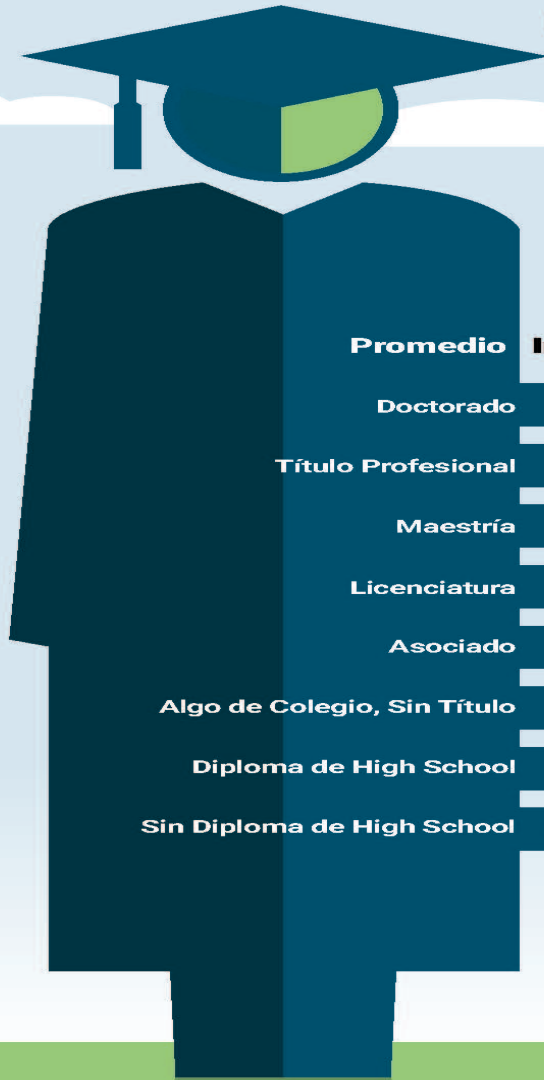 Promedio
Doctorado
Título Profesional
Maestría
Licenciatura
Asociado
Algo de Colegio, Sin Título
Diploma de High School
Sin Diploma de High School